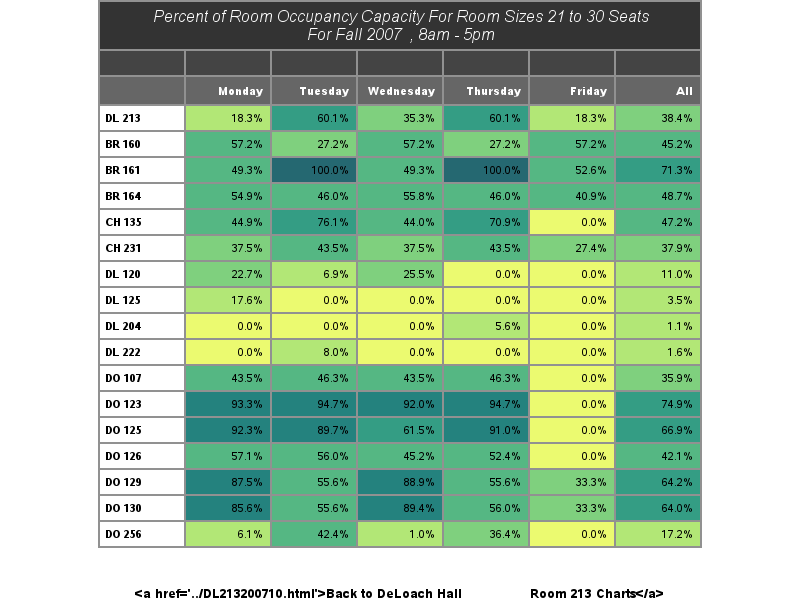 Percent of Room Occupancy Capacity For Room Sizes 21 to 30 Seats
For Fall 2007 , 8am - 5pm
Monday Tuesday Wednesday Thursday Friday All
DL 213 18.3% 60.1% 35.3% 60.1% 18.3% 38.4%
BR 160 57.2% 27.2% 57.2% 27.2% 57.2% 45.2%
BR 161 49.3% 100.0% 49.3% 100.0% 52.6% 71.3%
BR 164 54.9% 46.0% 55.8% 46.0% 40.9% 48.7%
CH 135 44.9% 76.1% 44.0% 70.9% 0.0% 47.2%
CH 231 37.5% 43.5% 37.5% 43.5% 27.4% 37.9%
DL 120 22.7% 6.9% 25.5% 0.0% 0.0% 11.0%
DL 125 17.6% 0.0% 0.0% 0.0% 0.0% 3.5%
DL 204 0.0% 0.0% 0.0% 5.6% 0.0% 1.1%
DL 222 0.0% 8.0% 0.0% 0.0% 0.0% 1.6%
DO 107 43.5% 46.3% 43.5% 46.3% 0.0% 35.9%
DO 123 93.3% 94.7% 92.0% 94.7% 0.0% 74.9%
DO 125 92.3% 89.7% 61.5% 91.0% 0.0% 66.9%
DO 126 57.1% 56.0% 45.2% 52.4% 0.0% 42.1%
DO 129 87.5% 55.6% 88.9% 55.6% 33.3% 64.2%
DO 130 85.6% 55.6% 89.4% 56.0% 33.3% 64.0%
DO 256 6.1% 42.4% 1.0% 36.4% 0.0% 17.2%
<a href='../DL213200710.html'>Back to DeLoach Hall Room 213 Charts</a>